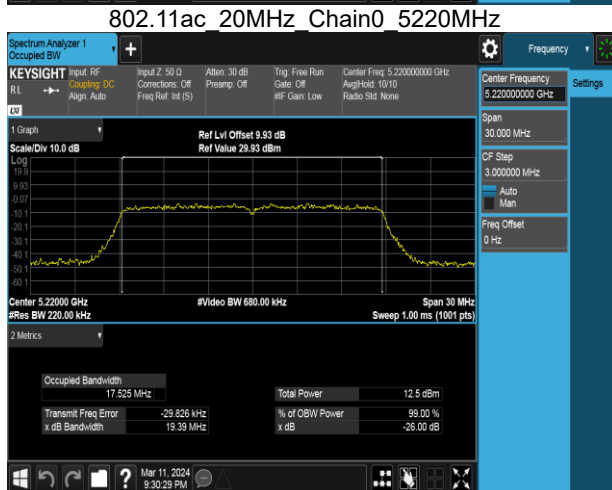 802.11ac_20MHz_Chain0_5220MHz
Spectrum Analyzer 1
Occupied BW
Frequency
KEYSIGHT
RL
LXI
Input: RF
Coupling: DC
Align: Auto
Input Z: 50 Ω
Corrections: Off
Freq Ref: Int (S)
Atten: 30 dB
Preamp: Off
Trig: Free Run
Gate: Off
#IF Gain: Low
Center Freq: 5.220000000 GHz
Avg|Hold: 10/10
Radio Std: None
Center Frequency
5.220000000 GHz
Settings
Span
30.000 MHz
CF Step
3.000000 MHz
Auto
Man
Freq Offset
0 Hz
1 Graph
Scale/Div 10.0 dB
Ref Lvl Offset 9.93 dB
Ref Value 29.93 dBm
Log
19.9
9.93
-0.07
-10.1
-20.1
-30.1
-40.1
-50.1
-60.1
Center 5.22000 GHz
#Video BW 680.00 kHz
Span 30 MHz
#Res BW 220.00 kHz
Sweep 1.00 ms (1001 pts)
2 Metrics
Occupied Bandwidth
17.525 MHz
Total Power 12.5 dBm
Transmit Freq Error -29.826 kHz
% of OBW Power 99.00 %
x dB Bandwidth 19.39 MHz
x dB -26.00 dB
Mar 11, 2024
9:30:29 PM